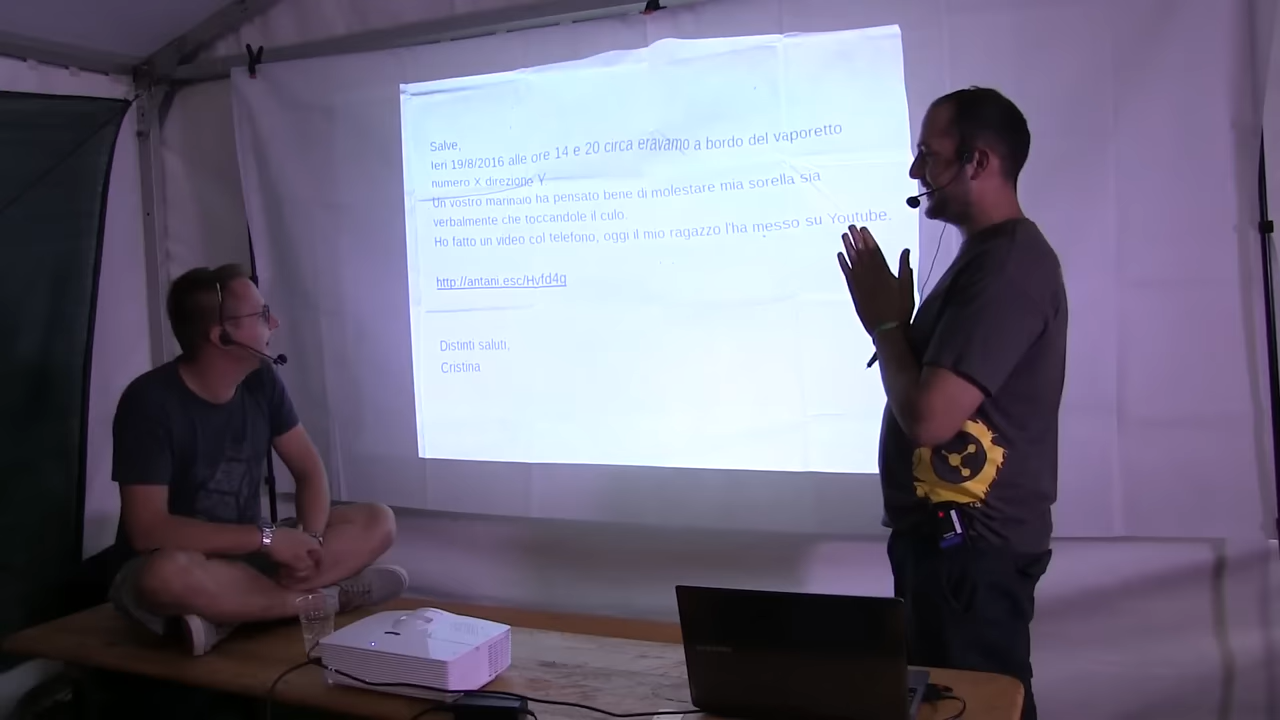 Salve,
Ieri 19/8/2016 alle ore 14 e 20 circa eravamo a bordo del vaporetto
numero X direzione Y.
Un vostro marinaio ha pensato bene di molestare mia sorella sia
verbalmente che toccandole il culo.
Ho fatto un video col telefono, oggi il mio ragazzo l'ha messo su Youtube.
http://antani.esc/Hvfd4q
Distinti saluti,
Cristina